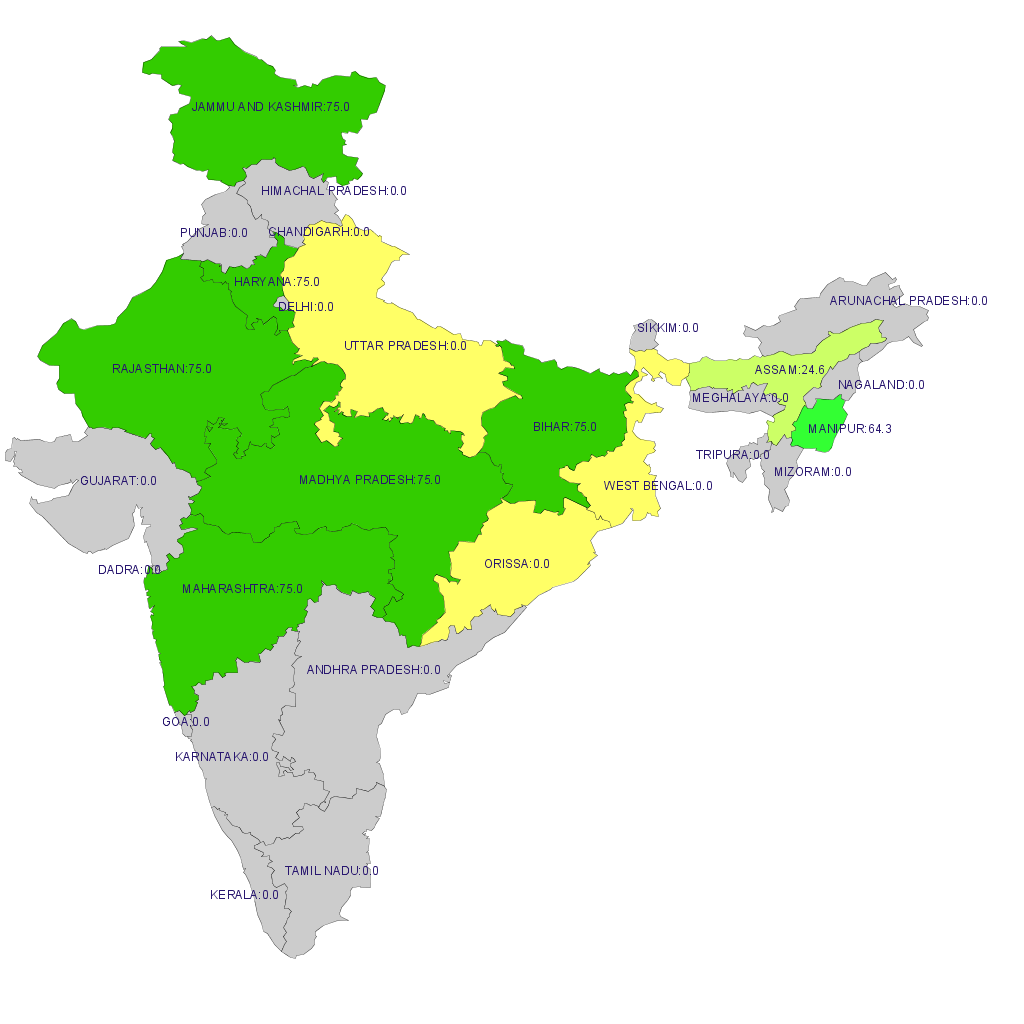 JAMMU AND KASHMIR:75.0
HIMACHAL PRADESH:0.0
PUNJAB:0.0
CHANDIGARH:0.0
HARYANA:75.0
DELHI:0.0
ARUNACHAL PRADESH:0.0
SIKKIM:0.0
UTTAR PRADESH:0.0
RAJASTHAN:75.0
ASSAM:24.6
NAGALAND:0.0
MEGHALAYA:0.0
BIHAR:75.0
MANIPUR:64.3
TRIPURA:0.0
MIZORAM:0.0
GUJARAT:0.0
MADHYA PRADESH:75.0
WEST BENGAL:0.0
ORISSA:0.0
DADRA:0.0
MAHARASHTRA:75.0
ANDHRA PRADESH:0.0
GOA:0.0
KARNATAKA:0.0
TAMIL NADU:0.0
KERALA:0.0